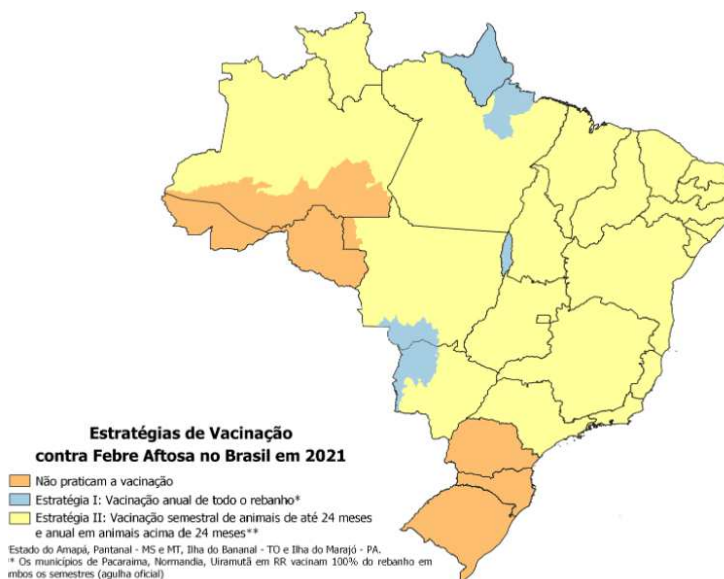 Estratégias de Vacinação
contra Febre Aftosa no Brasil em 2021
Não praticam a vacinação
Estratégia I: Vacinação anual de todo o rebanho*
Estratégia II: Vacinação semestral de animais de até 24 meses
e anual em animais acima de 24 meses**
Estado do Amapá, Pantanal - MS e MT, Ilha do Bananal - TO e Ilha do Marajó - PA.
** Os municípios de Pacaraima, Normandia, Uiramutã em RR vacinam 100% do rebanho em
mbos os semestres (agulha oficial)